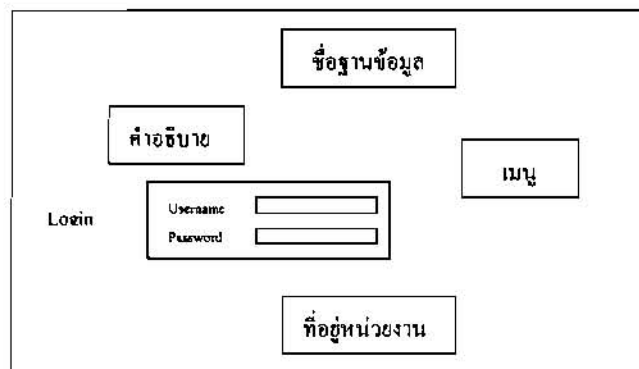 ชื่อฐานข้อมูล
คำอธิบาย
เมนู
Login
Username
Password
ที่อยู่หน่วยงาน